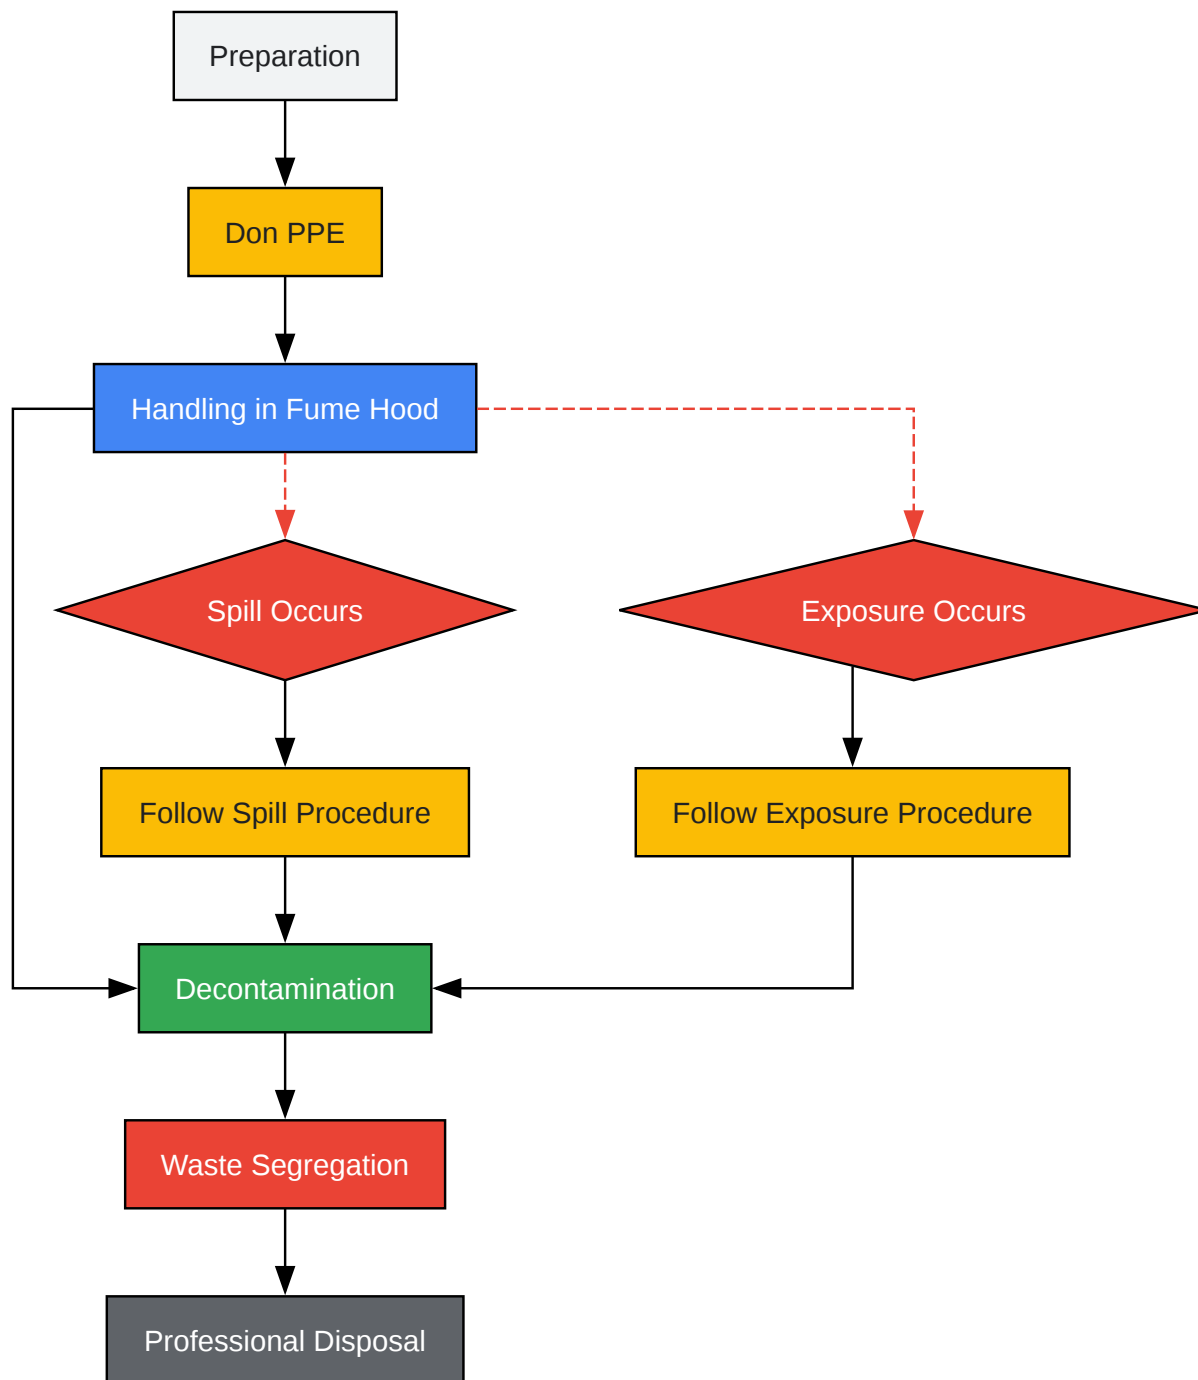 Preparation
Don PPE
Handling in Fume Hood
Spill Occurs
Exposure Occurs
Follow Spill Procedure
Follow Exposure Procedure
Decontamination
Waste Segregation
Professional Disposal